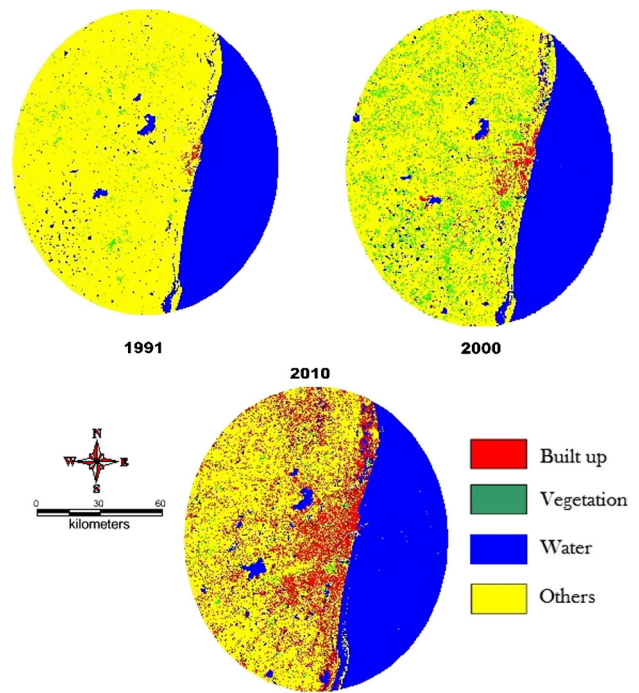 1991
2000
2010
N
W E
S
0 30 60
kilometers
Built up
Vegetation
Water
Others